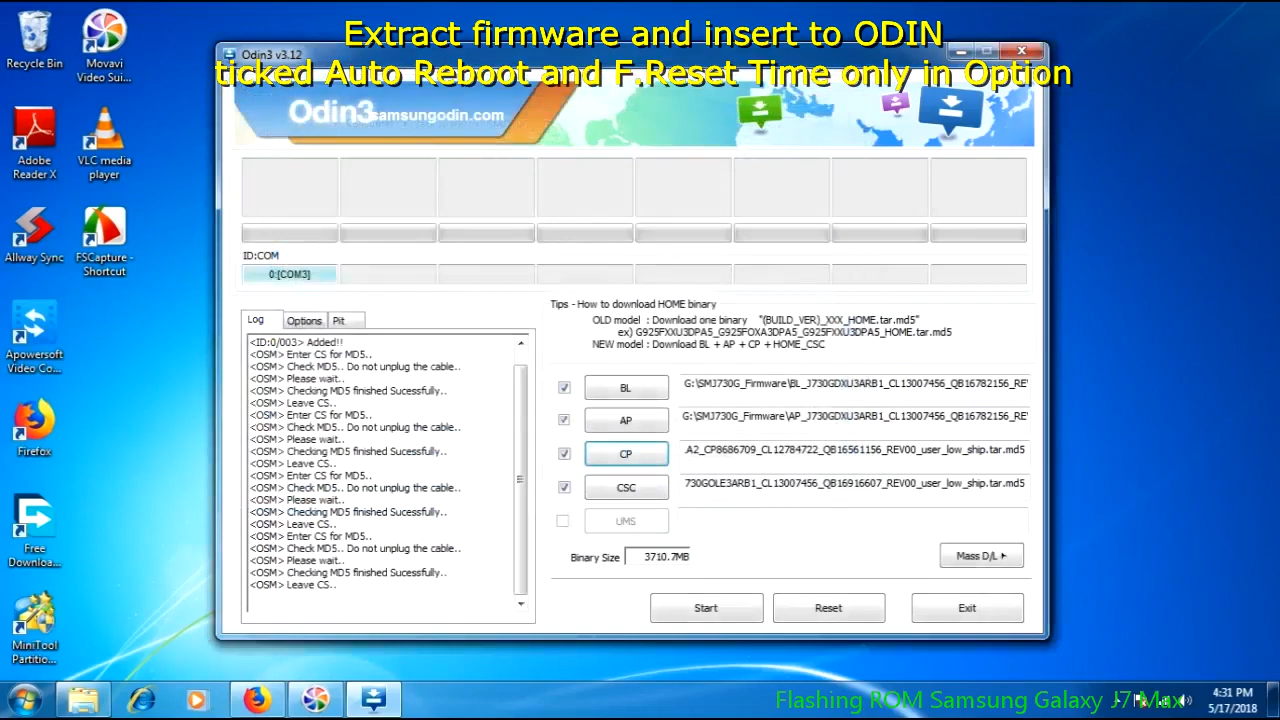 Extract firmware and insert to ODIN
ticked Auto Reboot and F.Reset Time only in Option
Recycle Bin
Movavi
Video Sui...
Adobe
Reader X
VLC media
player
Allway Sync
FSCapture -
Shortcut
Apowersoft
Video Co...
Firefox
Free
Downloa...
MiniTool
Partitio...
Odin3 v3.12
Odin3
samsungodin.com
ID:COM
0:[COM3]
Log
Options
Pit
<ID:0/003> Added!!
<OSM> Enter CS for MD5..
<OSM> Check MD5.. Do not unplug the cable..
<OSM> Please wait..
<OSM> Checking MD5 finished Sucessfully..
<OSM> Leave CS..
<OSM> Enter CS for MD5..
<OSM> Check MD5.. Do not unplug the cable..
<OSM> Please wait..
<OSM> Checking MD5 finished Sucessfully..
<OSM> Leave CS..
<OSM> Enter CS for MD5..
<OSM> Check MD5.. Do not unplug the cable..
<OSM> Please wait..
<OSM> Checking MD5 finished Sucessfully..
<OSM> Leave CS..
<OSM> Enter CS for MD5..
<OSM> Check MD5.. Do not unplug the cable..
<OSM> Please wait..
<OSM> Checking MD5 finished Sucessfully..
<OSM> Leave CS..
Tips - How to download HOME binary
OLD model : Download one binary "(BUILD_VER)_XXX_HOME.tar.md5"
ex) G925FXXU3DPA5_G925FOXA3DPA5_G925FXXU3DPA5_HOME.tar.md5
NEW model : Download BL + AP + CP + HOME_CSC
BL
G:\SMJ730G_Firmware\BL_J730GDXU3ARB1_CL13007456_QB16782156_RE
AP
G:\SMJ730G_Firmware\AP_J730GDXU3ARB1_CL13007456_QB16782156_RE
CP
A2_CP8686709_CL12784722_QB16561156_REV00_user_low_ship.tar.md5
CSC
730GOLE3ARB1_CL13007456_QB16916607_REV00_user_low_ship.tar.md5
UMS
Binary Size
3710.7MB
Mass D/L
Start
Reset
Exit
Flashing ROM Samsung Galaxy J7 Max
4:31 PM
5/17/2018